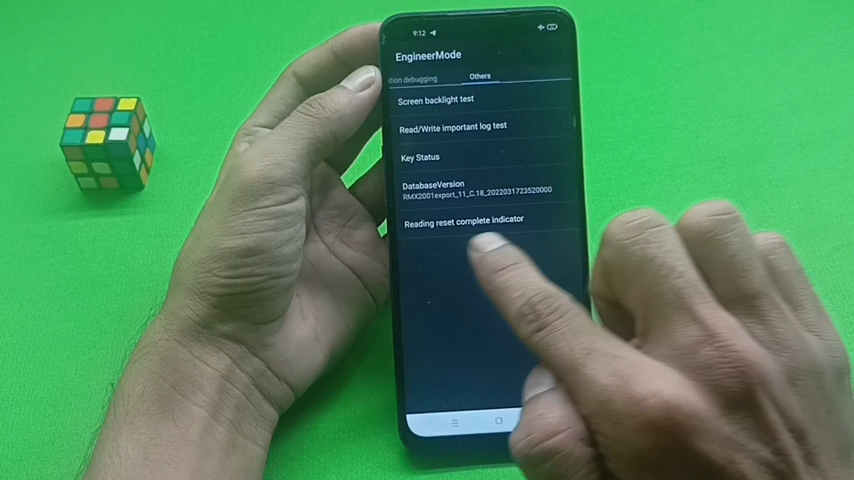 9:12
EngineerMode
tion debugging
Others
Screen backlight test
Read/Write important log test
Key Status
DatabaseVersion
RMX2001export_11_C.18_2022031723520000
Reading reset complete indicator